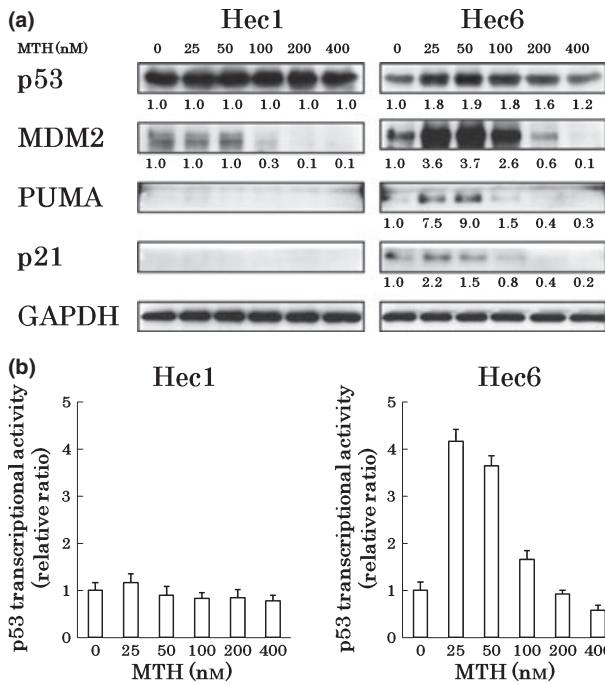 (a)
Hec1 Hec6
MTH (nM) 0 25 50 100 200 400 0 25 50 100 200 400
p53
1.0 1.0 1.0 1.0 1.0 1.0 1.0 1.8 1.9 1.8 1.6 1.2
MDM2
1.0 1.0 1.0 0.3 0.1 0.1 1.0 3.6 3.7 2.6 0.6 0.1
PUMA
1.0 7.5 9.0 1.5 0.4 0.3
p21
1.0 2.2 1.5 0.8 0.4 0.2
GAPDH
(b)
Hec1
p53 transcriptional activity
(relative ratio)
5
4
3
2
1
0
0 25 50 100 200 400
MTH (nM)
Hec6
p53 transcriptional activity
(relative ratio)
5
4
3
2
1
0
0 25 50 100 200 400
MTH (nM)